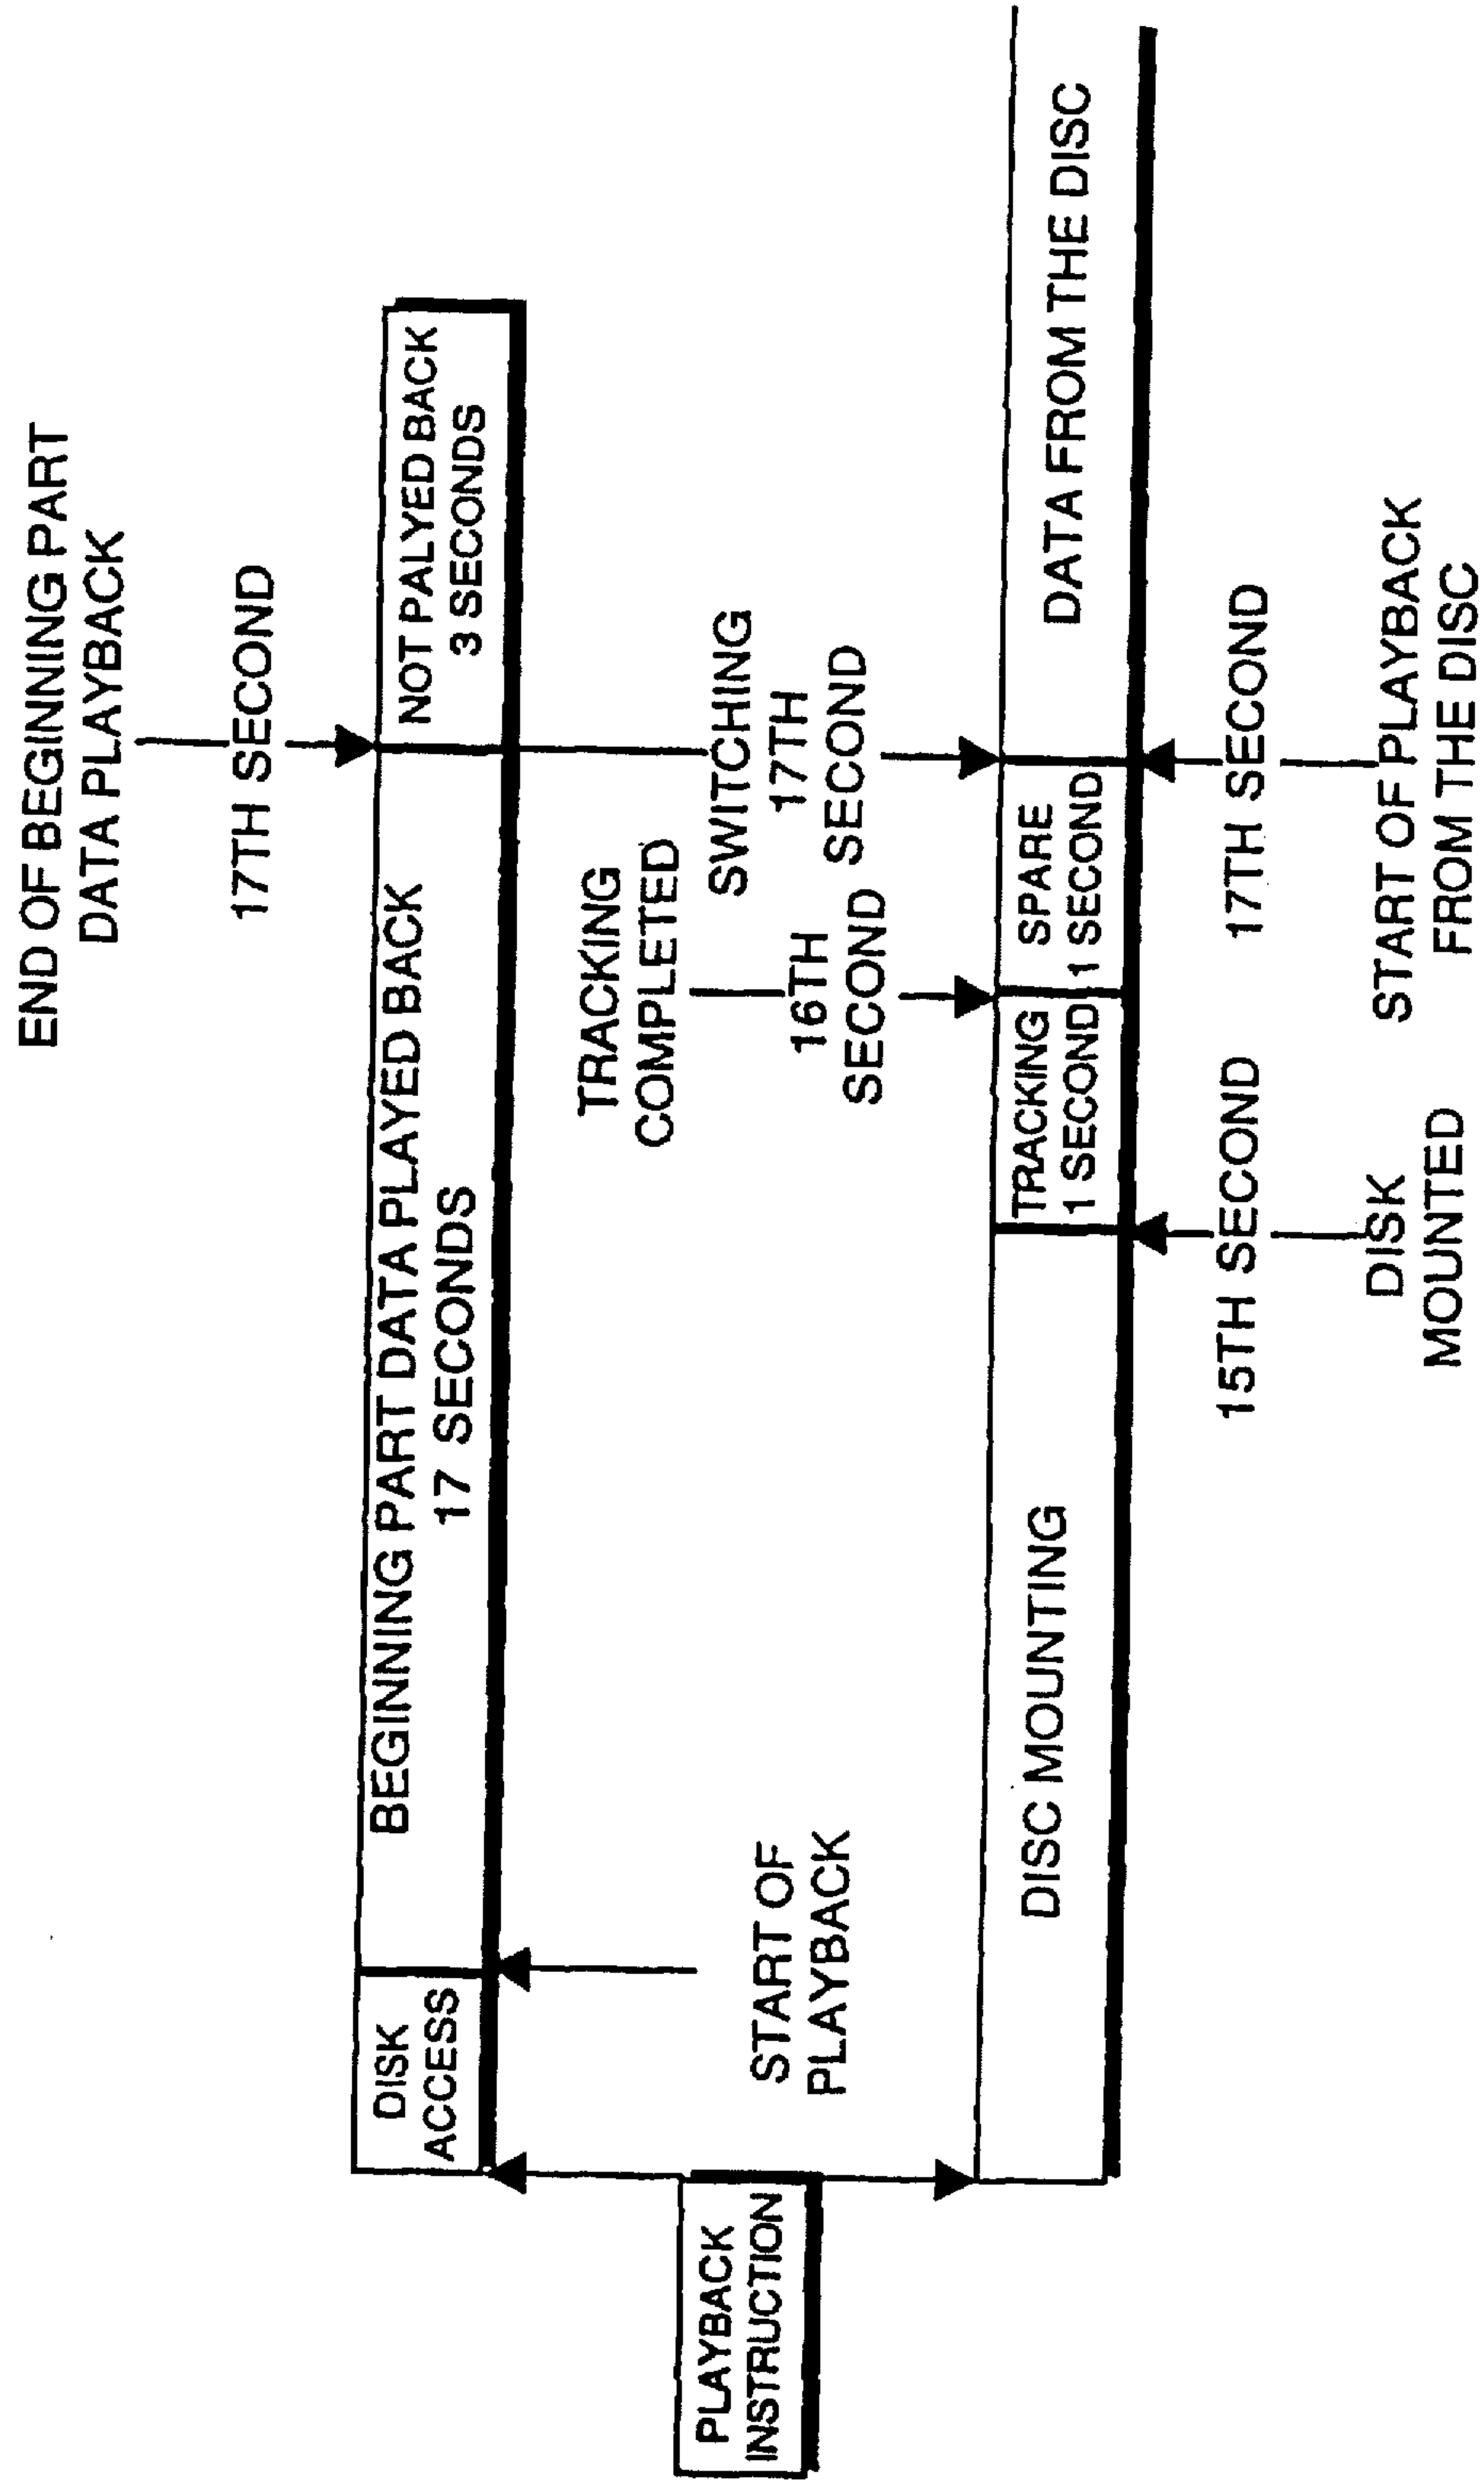 END OF BEGINNING PART
DATA PLAYBACK
17TH SECOND
DISK
ACCESS
BEGINNING PART DATA PLAYED BACK
17 SECONDS
NOT PALYED BACK
3 SECONDS
TRACKING
COMPLETED
16TH
SECOND
SWITCHING
17TH
SECOND
PLAYBACK
INSTRUCTION
START OF
PLAYBACK
DISC MOUNTING
TRACKING
1 SECOND
SPARE
1 SECOND
DATA FROM THE DISC
15TH SECOND
DISK
MOUNTED
17TH SECOND
START OF PLAYBACK
FROM THE DISC